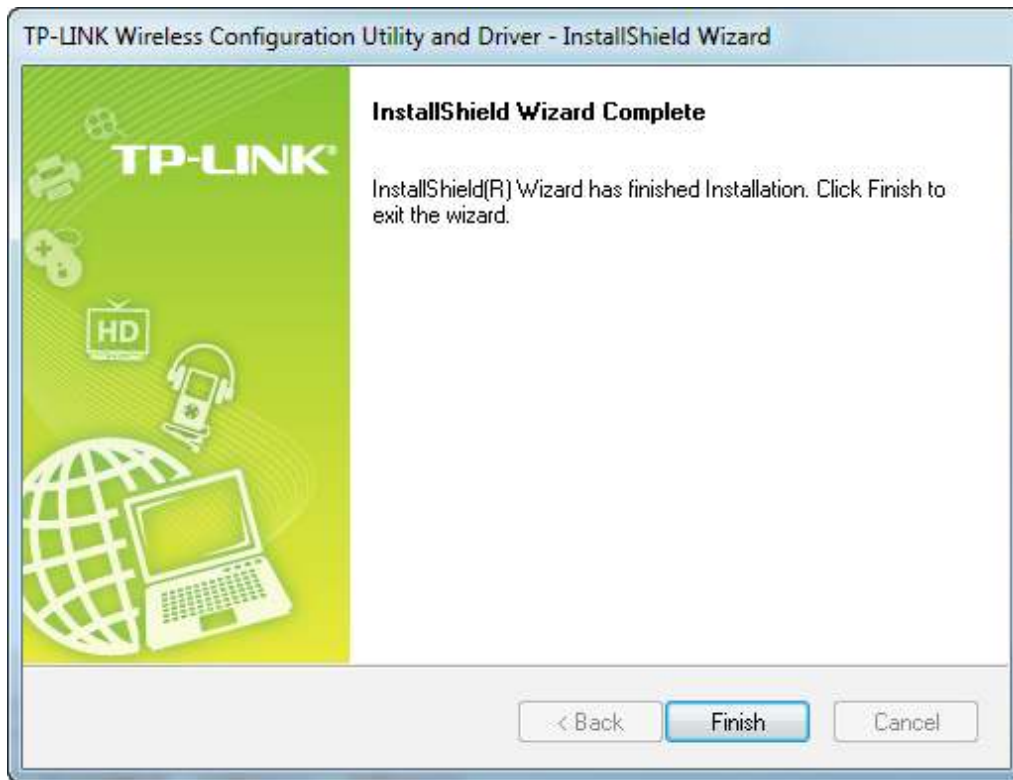 TP-LINK Wireless Configuration Utility and Driver - InstallShield Wizard
TP-LINK®
HD
InstallShield Wizard Complete
InstallShield(R) Wizard has finished Installation. Click Finish to
exit the wizard.
< Back
Finish
Cancel